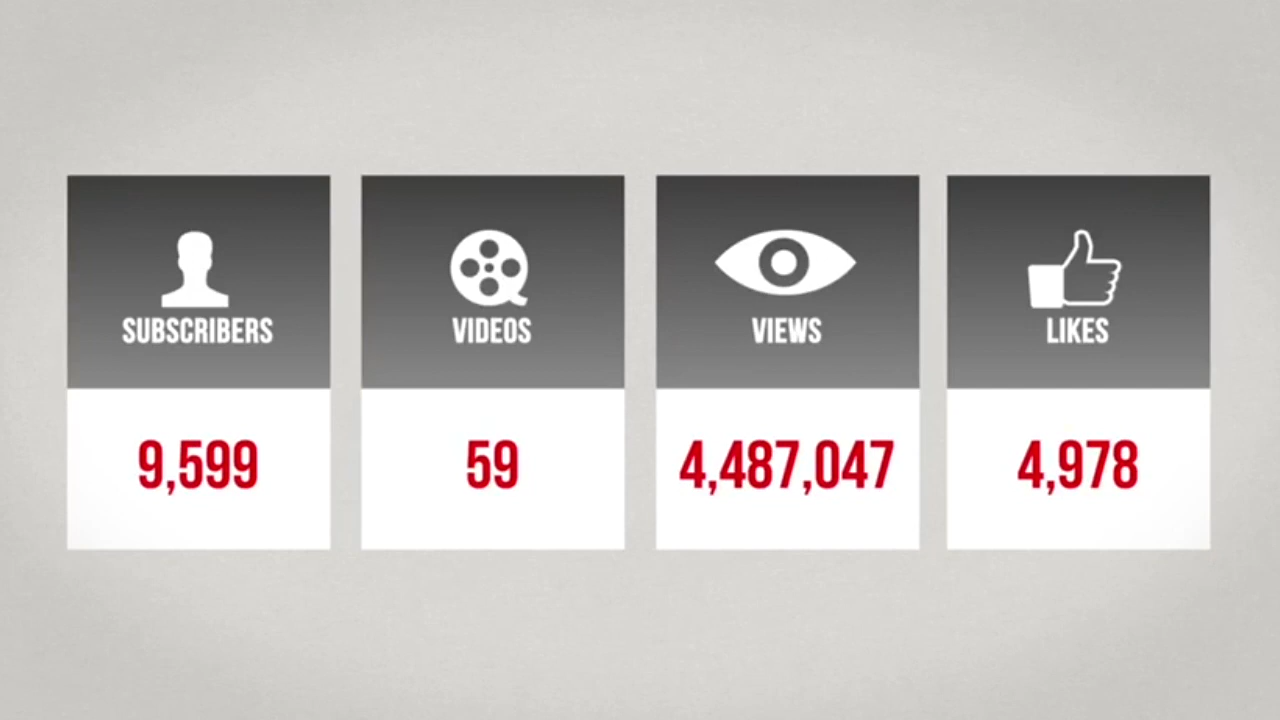 SUBSCRIBERS
9,599
VIDEOS
59
VIEWS
4,487,047
LIKES
4,978